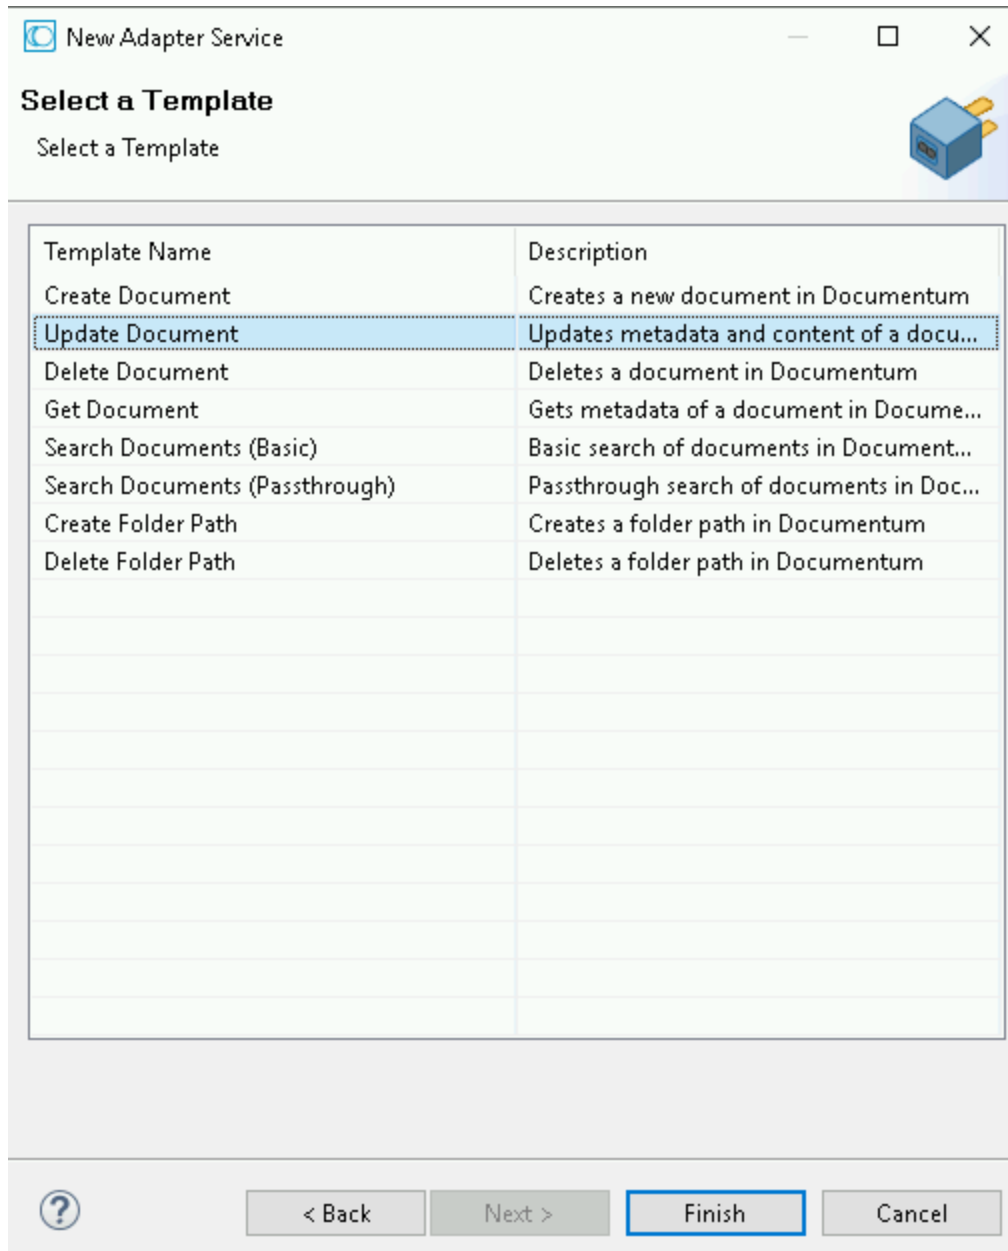 New Adapter Service
Select a Template
Select a Template
Template Name Description
Create Document Creates a new document in Documentum
Update Document Updates metadata and content of a docu...
Delete Document Deletes a document in Documentum
Get Document Gets metadata of a document in Docume...
Search Documents (Basic) Basic search of documents in Document...
Search Documents (Passthrough) Passthrough search of documents in Doc...
Create Folder Path Creates a folder path in Documentum
Delete Folder Path Deletes a folder path in Documentum
? < Back Next > Finish Cancel